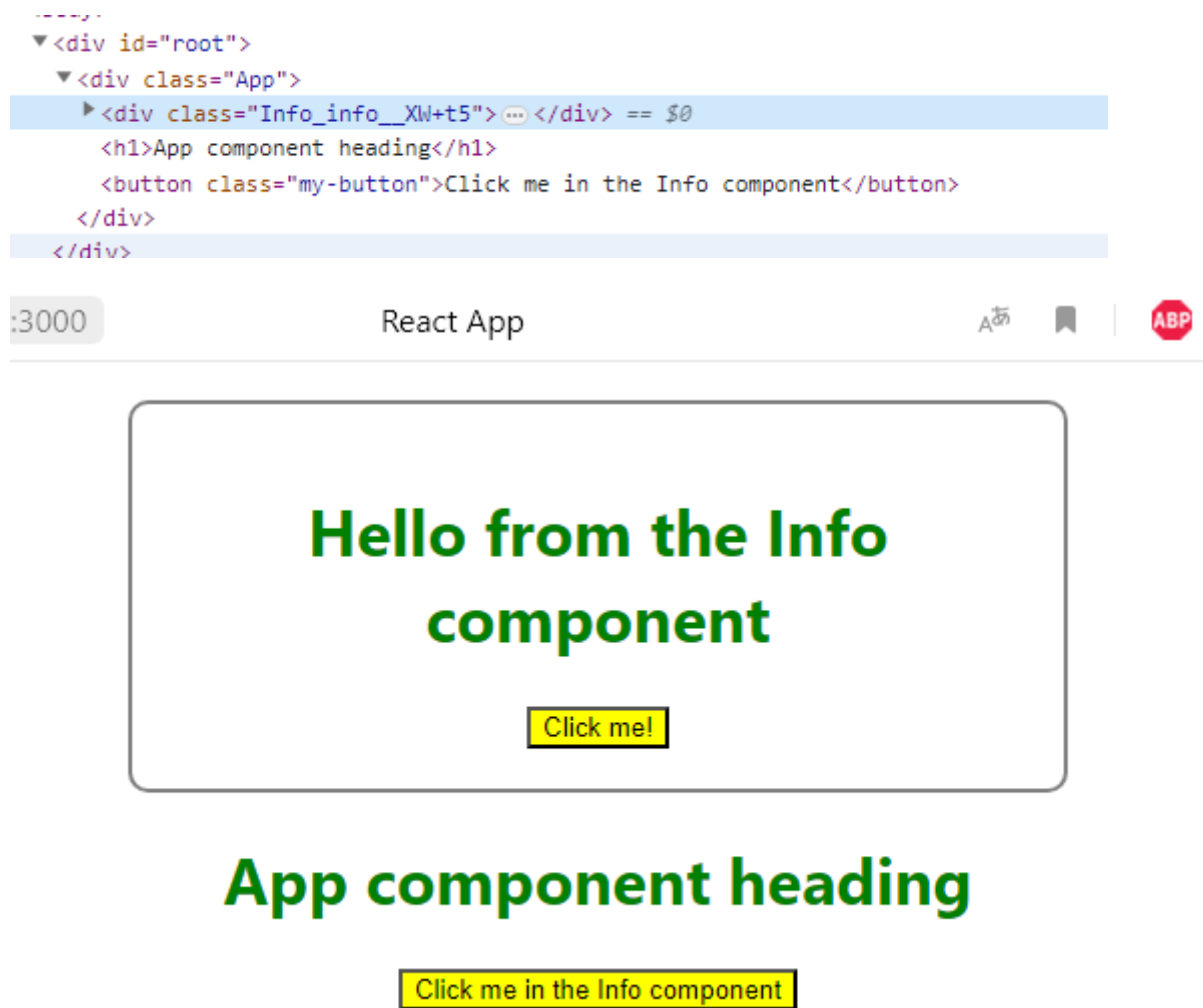 <div id="root">
<div class="App">
<div class="Info_info__XW+t5"> … </div> == $0
<h1>App component heading</h1>
<button class="my-button">Click me in the Info component</button>
</div>
</div>
:3000 React App Aあ ABP
Hello from the Info
component
Click me!
App component heading
Click me in the Info component